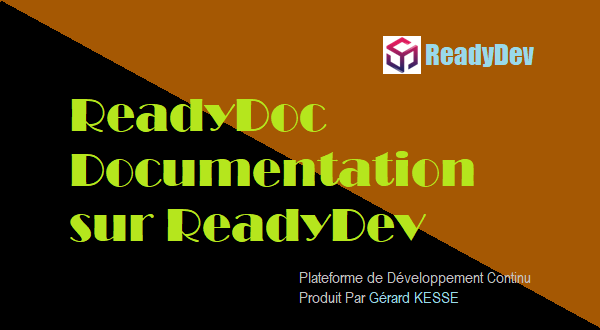 ReadyDev
ReadyDoc
Documentation
sur ReadyDev
Plateforme de Développement Continu
Produit Par Gérard KESSE